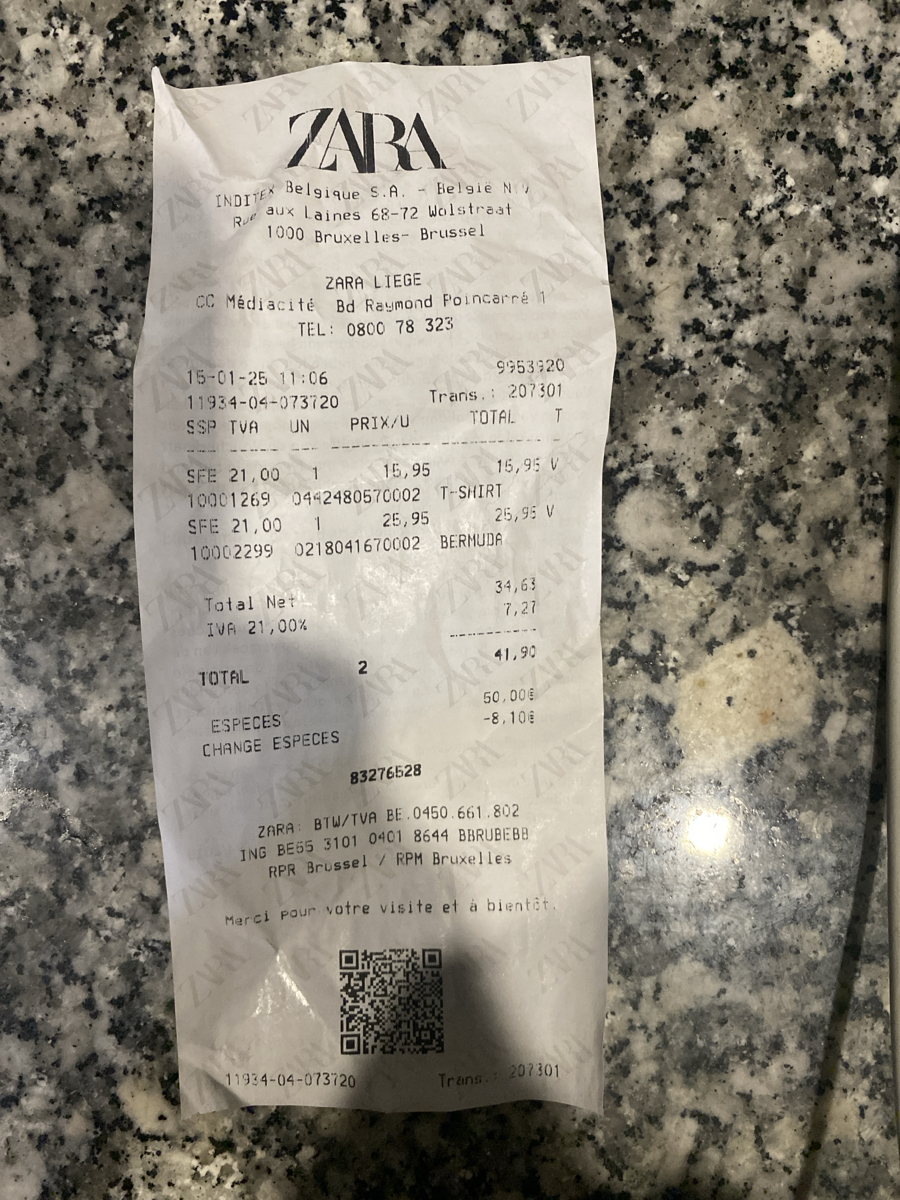 ZARA
INDITEX Belgique S.A. - België N.V
Rue aux Laines 68-72 Wolstraat
1000 Bruxelles- Brussel
ZARA LIEGE
CC Médiacité Bd Raymond Poincarré 1
TEL: 0800 78 323
15-01-25 11:06 9953920
11934-04-073720 Trans.: 207301
SSP TVA UN PRIX/U TOTAL T
SFE 21,00 1 15,95 15,95 V
10001269 0442480570002 T-SHIRT
SFE 21,00 1 25,95 25,95 V
10002299 0218041670002 BERMUDA
Total Net 34,63
IVA 21,00% 7,27
TOTAL 2 41,90
ESPECES 50,00€
CHANGE ESPECES -8,10€
83276528
ZARA: BTW/TVA BE.0450.661.802
ING BE55 3101 0401 8644 BBRUBEBB
RPR Brussel / RPM Bruxelles
Merci pour votre visite et à bientôt.
11934-04-073720 Trans.: 207301